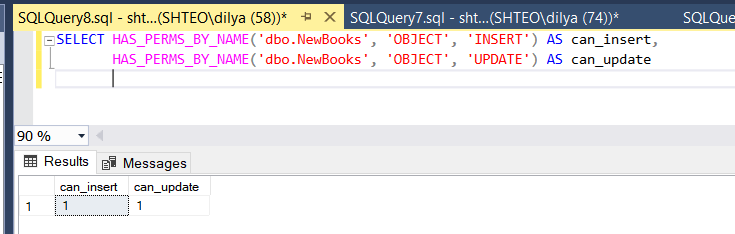 SQLQuery8.sql - sht...(SHTEO\dilya (58))*
SQLQuery7.sql - sht...(SHTEO\dilya (74))*
SQLQue
SELECT HAS_PERMS_BY_NAME('dbo.NewBooks', 'OBJECT', 'INSERT') AS can_insert,
HAS_PERMS_BY_NAME('dbo.NewBooks', 'OBJECT', 'UPDATE') AS can_update
90 %
Results
Messages
can_insert can_update
1 1 1